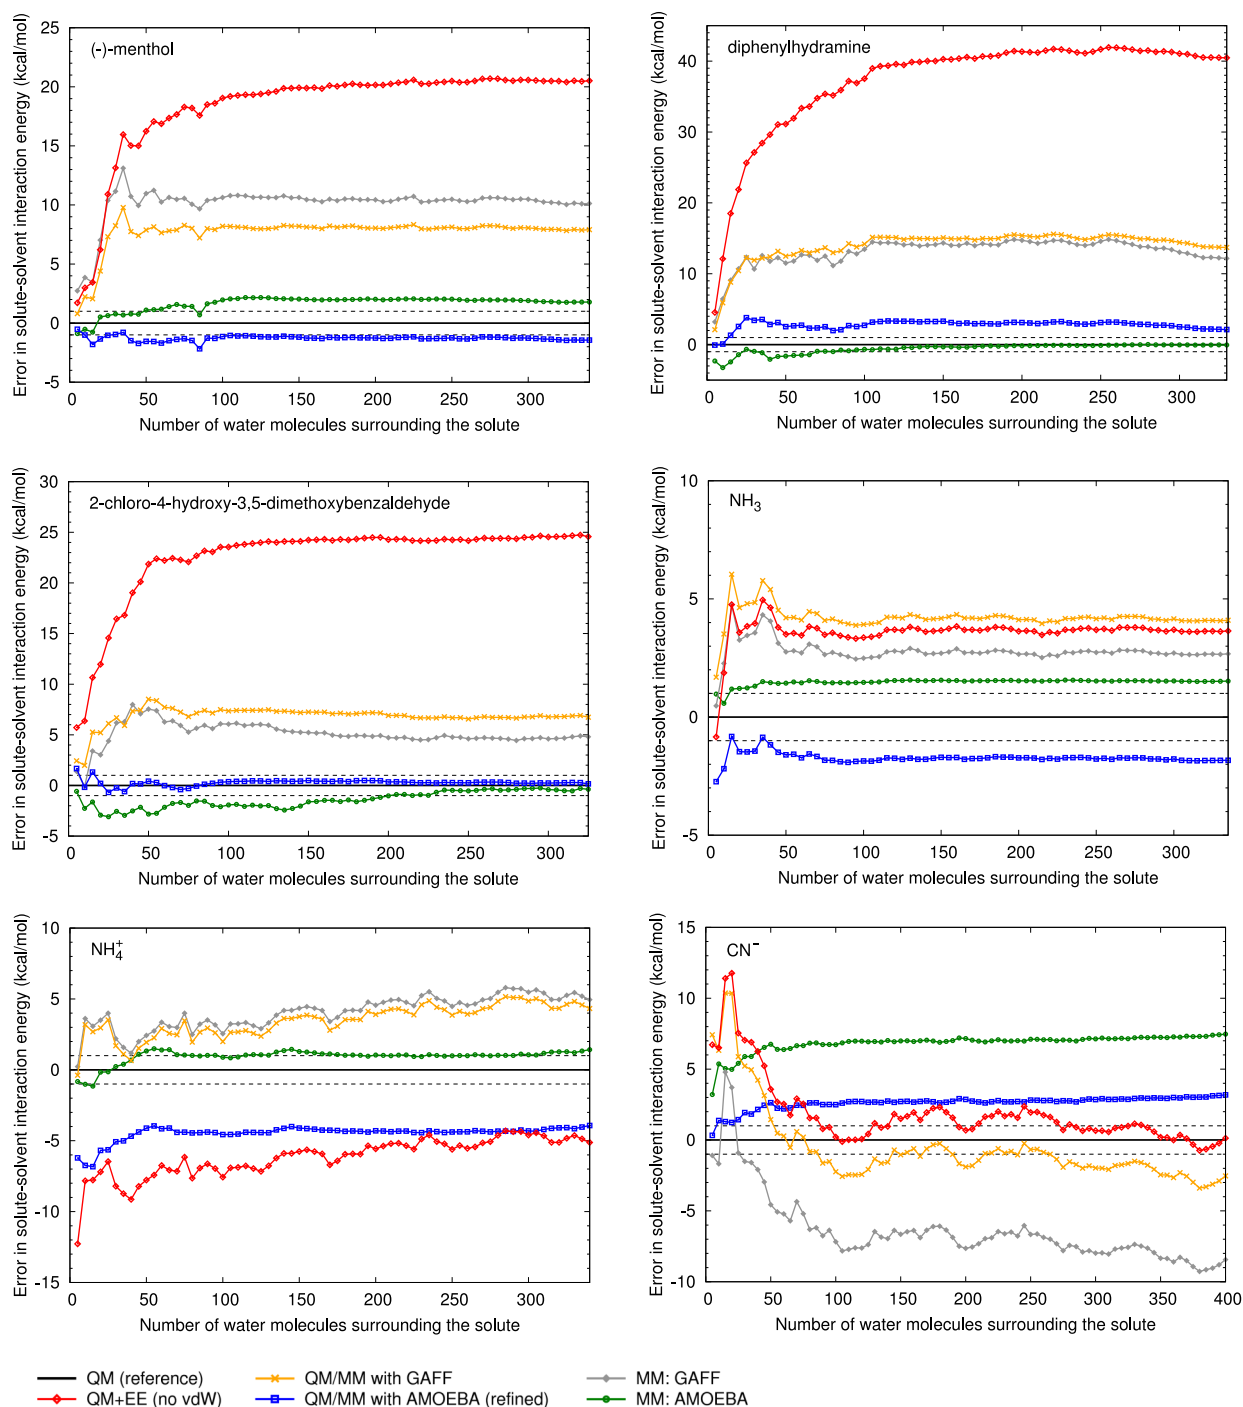 (-)-menthol
Error in solute-solvent interaction energy (kcal/mol)
25
20
15
10
5
0
-5
0 50 100 150 200 250 300
Number of water molecules surrounding the solute
diphenylhydramine
Error in solute-solvent interaction energy (kcal/mol)
40
30
20
10
0
0 50 100 150 200 250 300
Number of water molecules surrounding the solute
2-chloro-4-hydroxy-3,5-dimethoxybenzaldehyde
Error in solute-solvent interaction energy (kcal/mol)
30
25
20
15
10
5
0
-5
0 50 100 150 200 250 300
Number of water molecules surrounding the solute
NH3
Error in solute-solvent interaction energy (kcal/mol)
10
5
0
-5
0 50 100 150 200 250 300
Number of water molecules surrounding the solute
NH4+
Error in solute-solvent interaction energy (kcal/mol)
10
5
0
-5
-10
-15
0 50 100 150 200 250 300
Number of water molecules surrounding the solute
CN−
Error in solute-solvent interaction energy (kcal/mol)
15
10
5
0
-5
-10
0 50 100 150 200 250 300 350 400
Number of water molecules surrounding the solute
QM (reference) QM/MM with GAFF MM: GAFF
QM+EE (no vdW) QM/MM with AMOEBA (refined) MM: AMOEBA